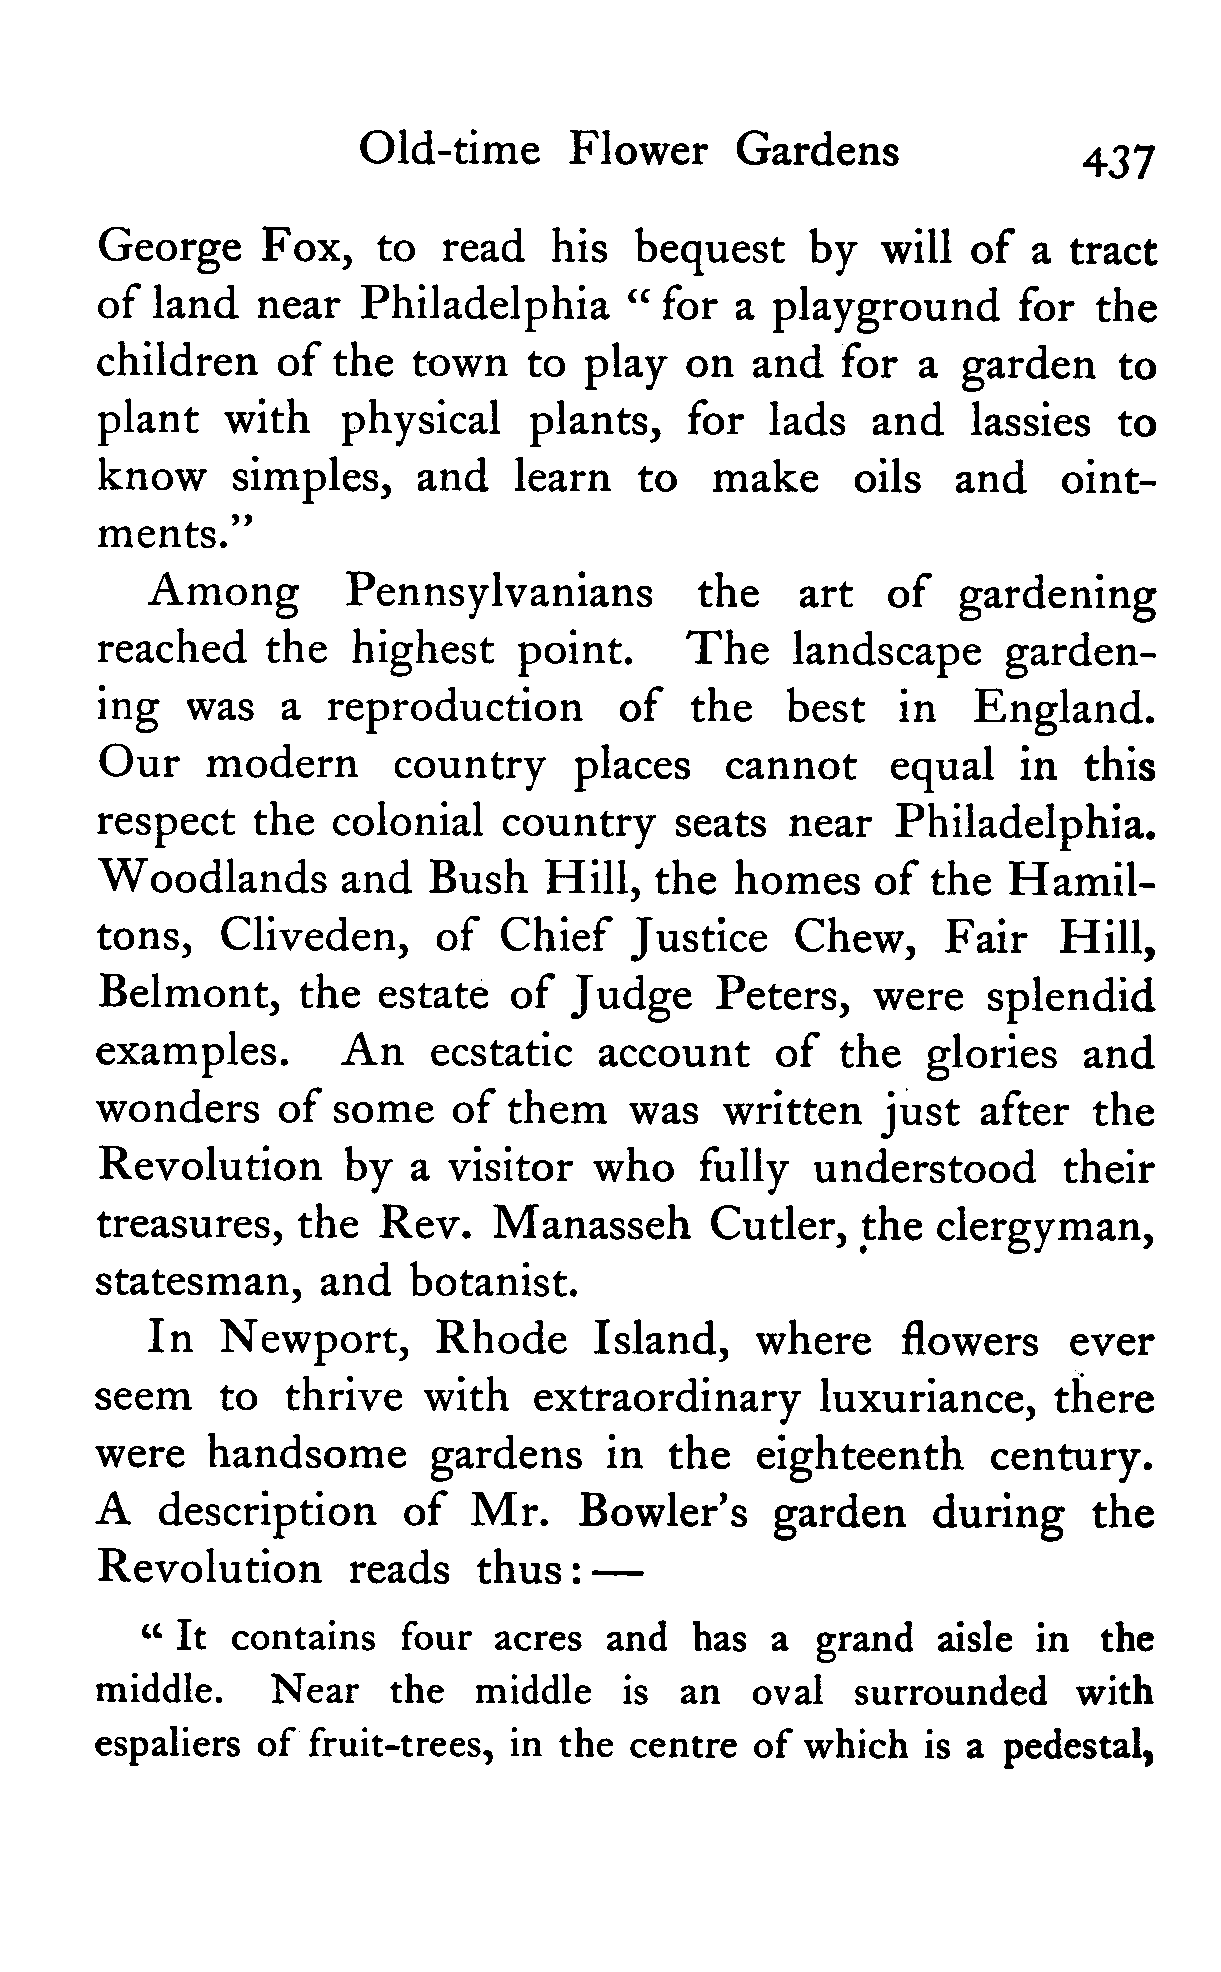 Old-time Flower Gardens 437
George Fox, to read his bequest by will of a tract
of land near Philadelphia “for a playground for the
children of the town to play on and for a garden to
plant with physical plants, for lads and lassies to
know simples, and learn to make oils and oint-
ments.”
Among Pennsylvanians the art of gardening
reached the highest point. The landscape garden-
ing was a reproduction of the best in England.
Our modern country places cannot equal in this
respect the colonial country seats near Philadelphia.
Woodlands and Bush Hill, the homes of the Hamil-
tons, Cliveden, of Chief Justice Chew, Fair Hill,
Belmont, the estate of Judge Peters, were splendid
examples. An ecstatic account of the glories and
wonders of some of them was written just after the
Revolution by a visitor who fully understood their
treasures, the Rev. Manasseh Cutler, the clergyman,
statesman, and botanist.
In Newport, Rhode Island, where flowers ever
seem to thrive with extraordinary luxuriance, there
were handsome gardens in the eighteenth century.
A description of Mr. Bowler’s garden during the
Revolution reads thus: —
“It contains four acres and has a grand aisle in the
middle. Near the middle is an oval surrounded with
espaliers of fruit-trees, in the centre of which is a pedestal,